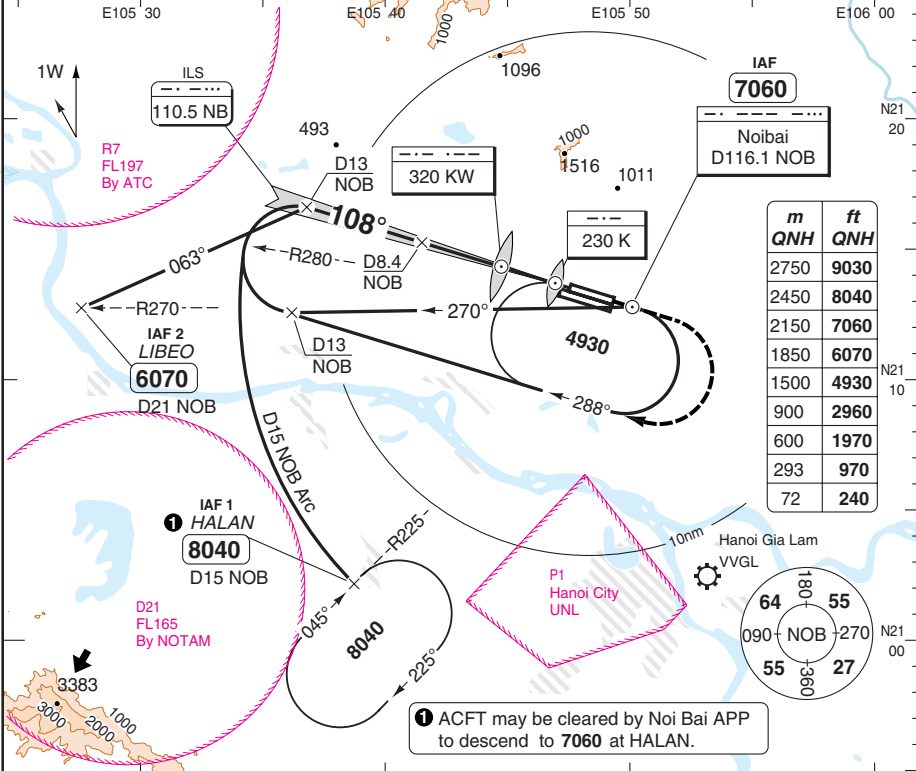 E105 30
E105 40
E105 50
E106 00
1W
ILS
— · — ···
110.5 NB
1000
1096
493
IAF
7060
— · — — — — ···
Noibai
D116.1 NOB
N21
20
R7
FL197
By ATC
D13
NOB
— · — · — —
320 KW
1000
1516
1011
— · —
230 K
108°
063°
R280
D8.4
NOB
R270
270°
IAF 2
LIBEO
6070
D21 NOB
D13
NOB
4930
288°
m ft
QNH QNH
2750 9030
2450 8040
2150 7060
1850 6070
1500 4930
900 2960
600 1970
293 970
72 240
N21
10
D15 NOB Arc
IAF 1
1 HALAN
8040
D15 NOB
R225
10nm
Hanoi Gia Lam
VVGL
P1
Hanoi City
UNL
D21
FL165
By NOTAM
045°
8040
225°
180
64 55
090 NOB 270
55 27
360
N21
00
3383
3000
2000
1000
1 ACFT may be cleared by Noi Bai APP
to descend to 7060 at HALAN.